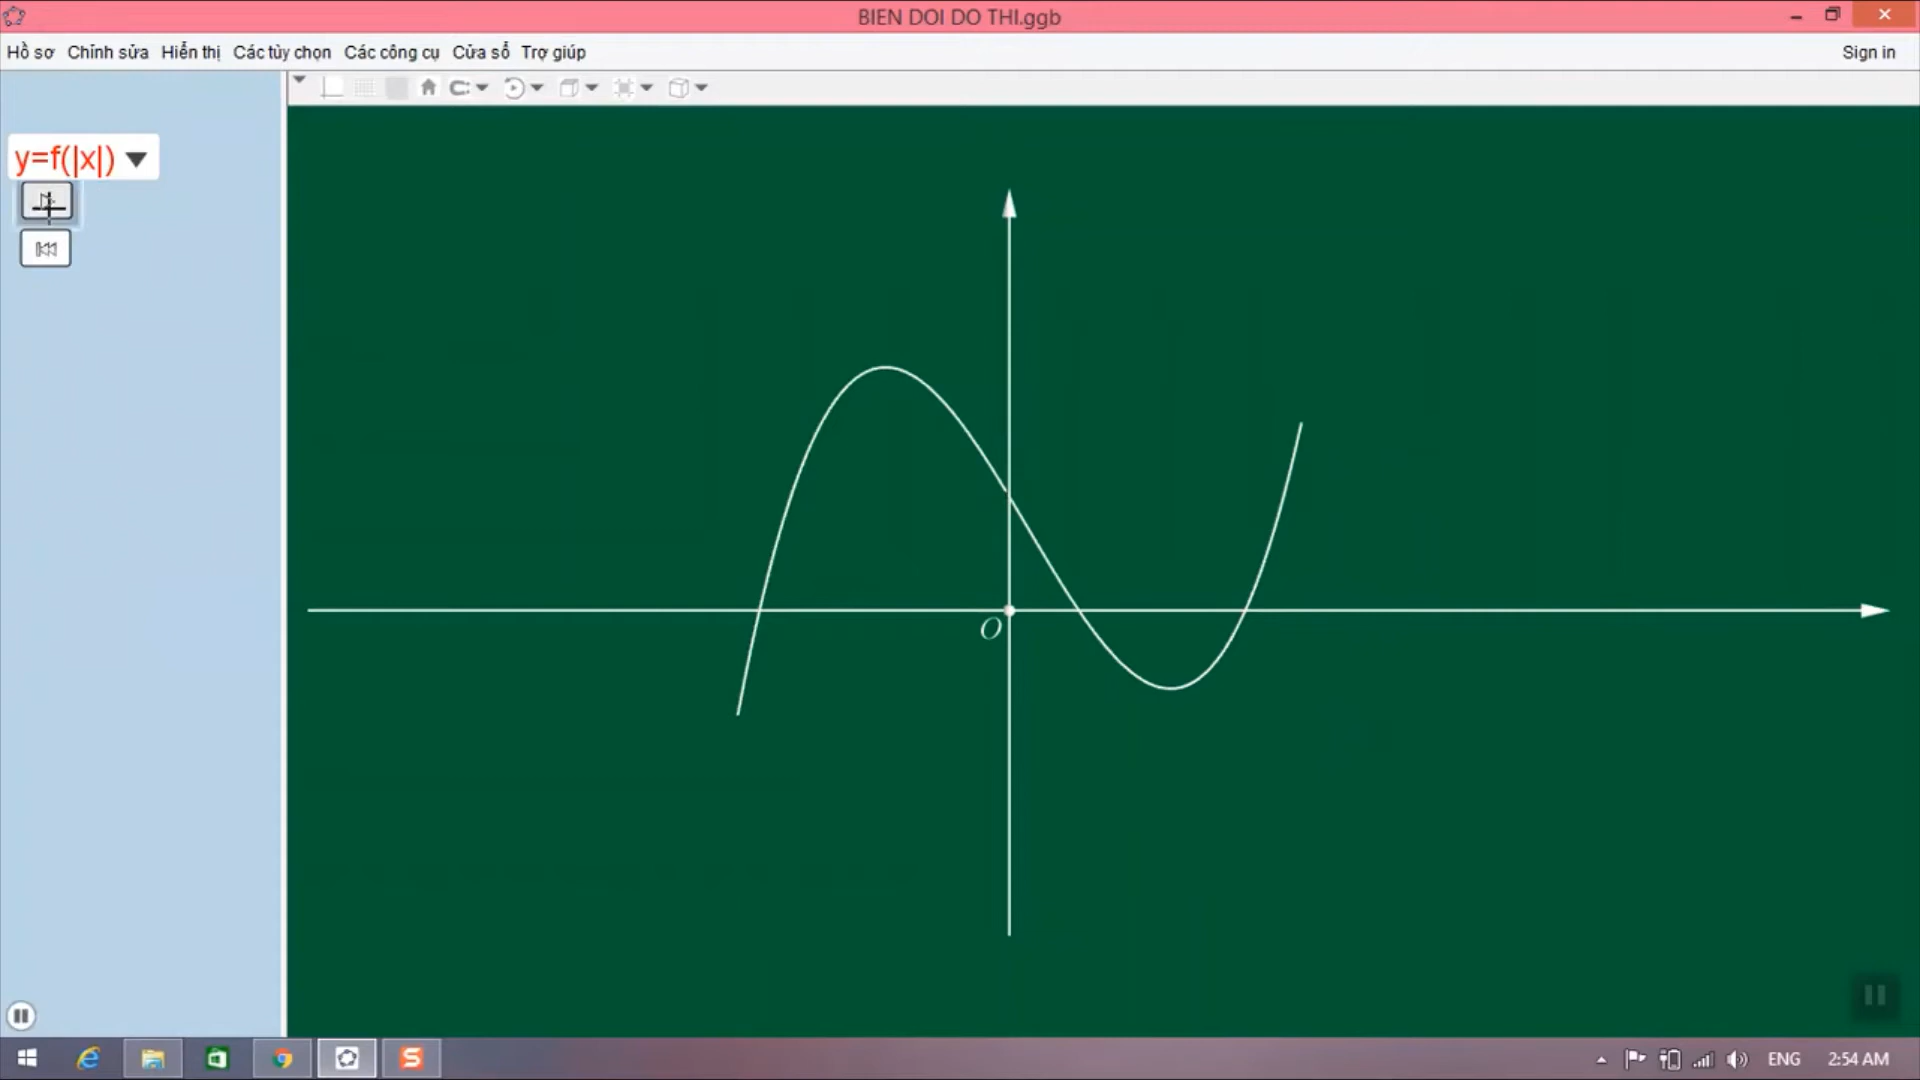 BIEN DOI DO THI.ggb
Hồ sơ Chỉnh sửa Hiển thị Các tùy chọn Các công cụ Cửa sổ Trợ giúp Sign in
y=f(|x|)
O
ENG 2:54 AM